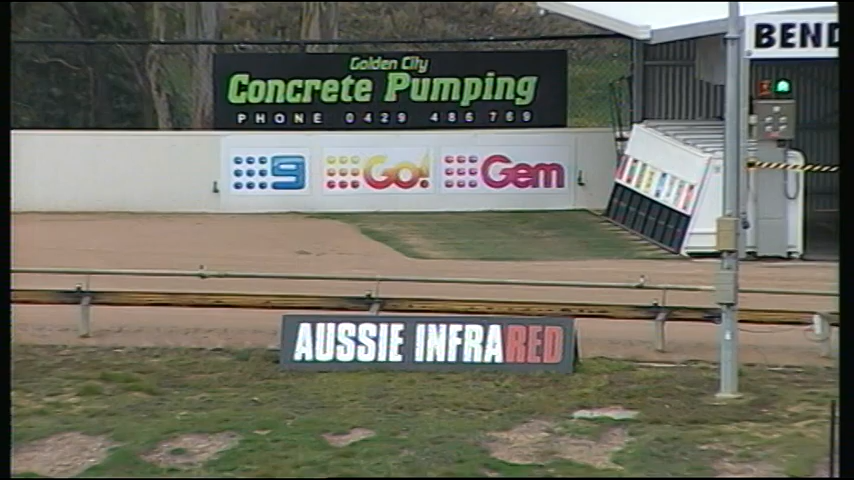 Golden City
Concrete Pumping
PHONE 0429 486 769
BEND
9 Go! Gem
AUSSIE INFRARED